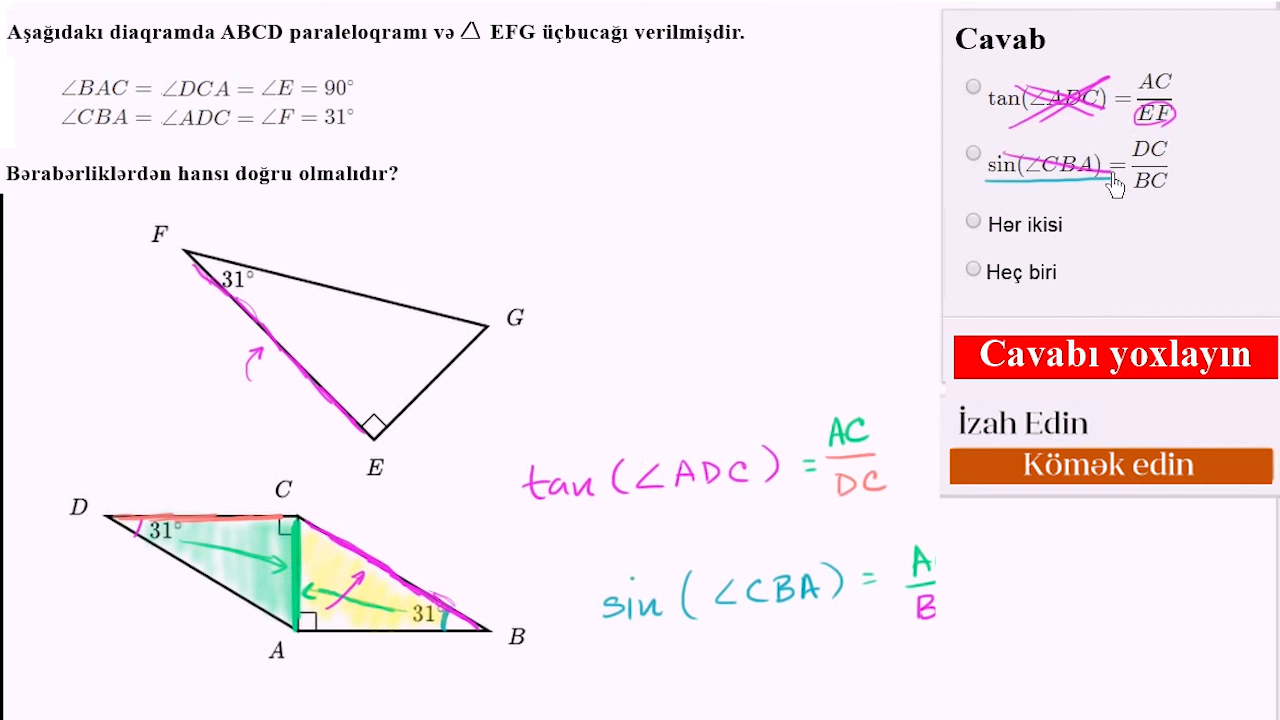 Aşağıdakı diaqramda ABCD paraleloqramı və △ EFG üçbucağı verilmişdir.
∠BAC = ∠DCA = ∠E = 90°
∠CBA = ∠ADC = ∠F = 31°
Bərabərliklərdən hansı doğru olmalıdır?
F
31°
G
E
C
D
31°
31°
B
A
tan(∠ADC) = AC/DC
sin(∠CBA) =
Cavab
tan(∠ADC) = AC/EF
sin(∠CBA) = DC/BC
Hər ikisi
Heç biri
Cavabı yoxlayın
İzah Edin
Kömək edin